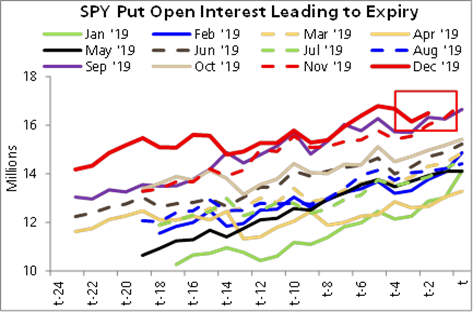 SPY Put Open Interest Leading to Expiry
Jan '19 Feb '19 Mar '19 Apr '19
May '19 Jun '19 Jul '19 Aug '19
Sep '19 Oct '19 Nov '19 Dec '19
18
16
14
12
10
Millions
t-24
t-22
t-20
t-18
t-16
t-14
t-12
t-10
t-8
t-6
t-4
t-2
t